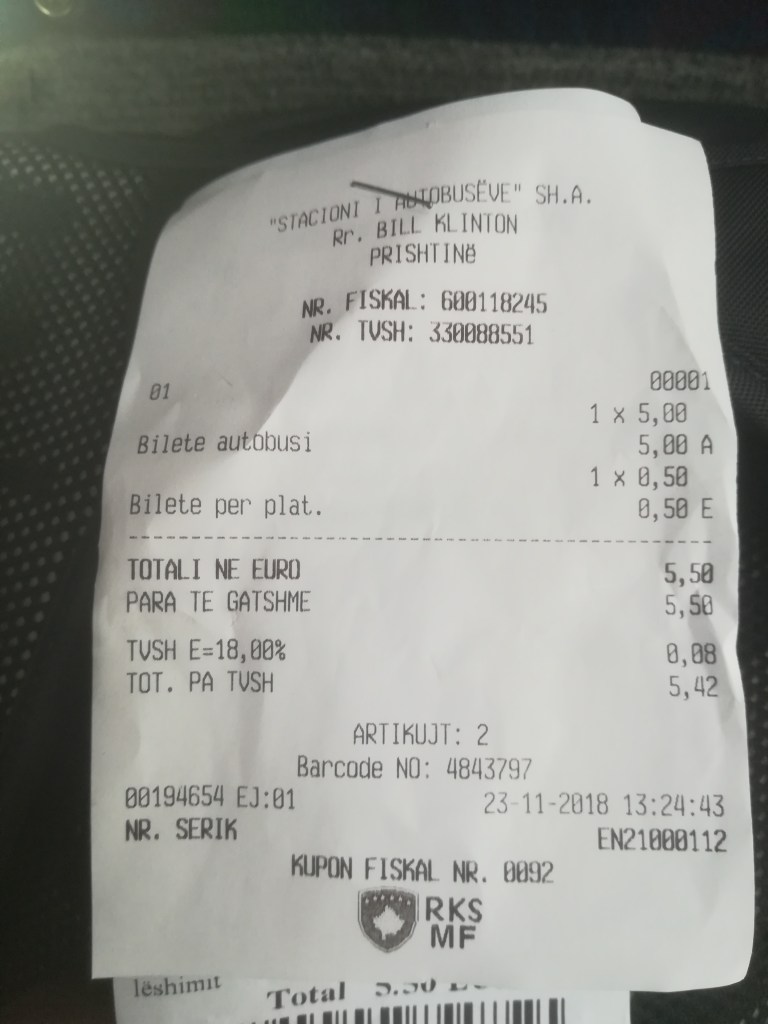 "STACIONI I AUTOBUSËVE" SH.A.
Rr. BILL KLINTON
PRISHTINë
NR. FISKAL: 600118245
NR. TVSH: 330088551
01 00001
1 x 5,00
Bilete autobusi 5,00 A
1 x 0,50
Bilete per plat. 0,50 E
TOTALI NE EURO 5,50
PARA TE GATSHME 5,50
TVSH E=18,00% 0,08
TOT. PA TVSH 5,42
ARTIKUJT: 2
Barcode NO: 4843797
00194654 EJ:01 23-11-2018 13:24:43
NR. SERIK EN21000112
KUPON FISKAL NR. 0092
RKS
MF
lëshimit
Total 5.50